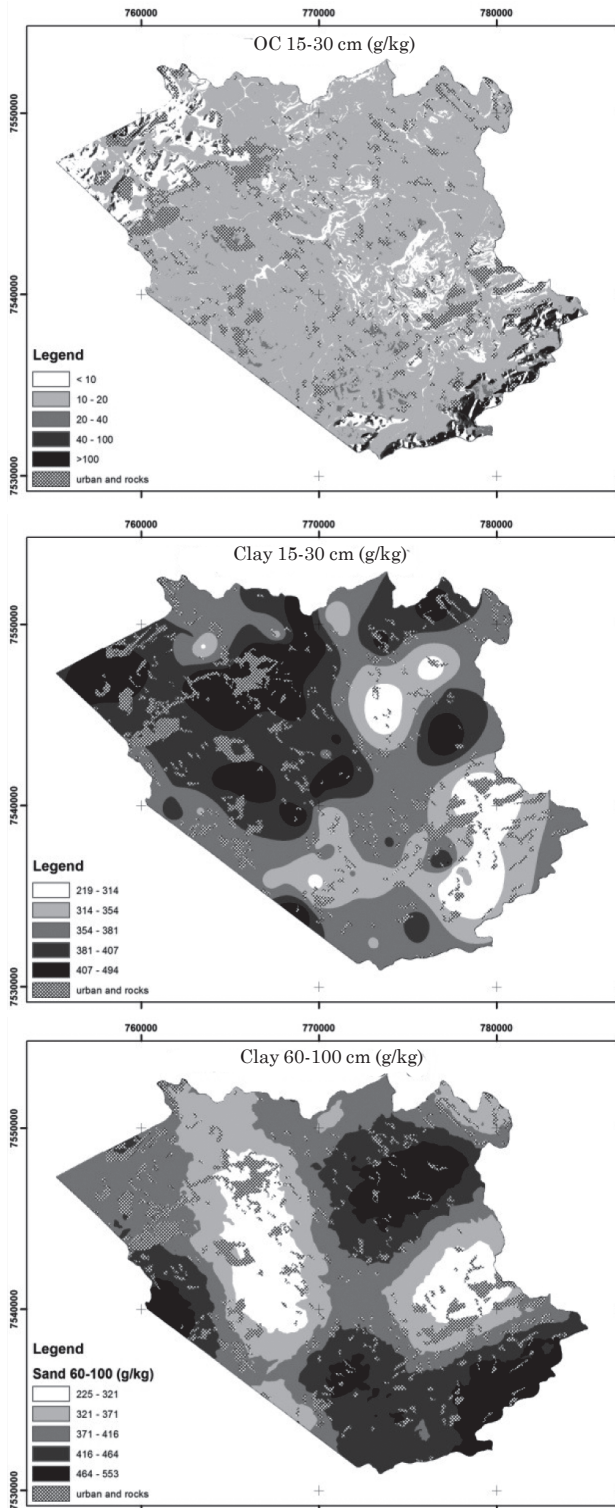 760000 770000 780000
OC 15-30 cm (g/kg)
7550000
7540000
7530000
Legend
< 10
10 - 20
20 - 40
40 - 100
>100
urban and rocks
760000 770000 780000
Clay 15-30 cm (g/kg)
7550000
7540000
7530000
Legend
219 - 314
314 - 354
354 - 381
381 - 407
407 - 494
urban and rocks
760000 770000 780000
Clay 60-100 cm (g/kg)
7550000
7540000
7530000
Legend
Sand 60-100 (g/kg)
225 - 321
321 - 371
371 - 416
416 - 464
464 - 553
urban and rocks